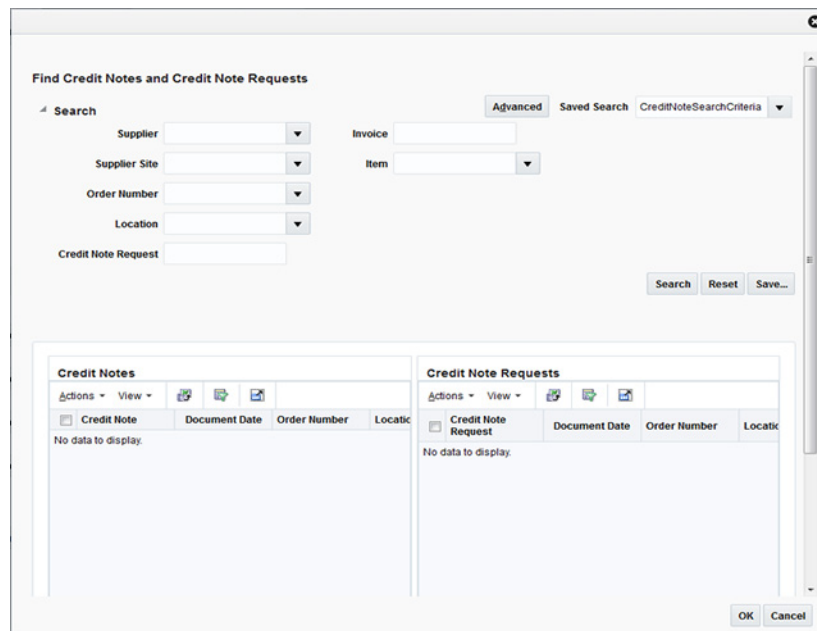 Find Credit Notes and Credit Note Requests
Search
Advanced Saved Search CreditNoteSearchCriteria
Supplier Invoice
Supplier Site Item
Order Number
Location
Credit Note Request
Search Reset Save...
Credit Notes
Actions View
Credit Note Document Date Order Number Locatic
No data to display.
Credit Note Requests
Actions View
Credit Note Request Document Date Order Number Locatic
No data to display.
OK Cancel